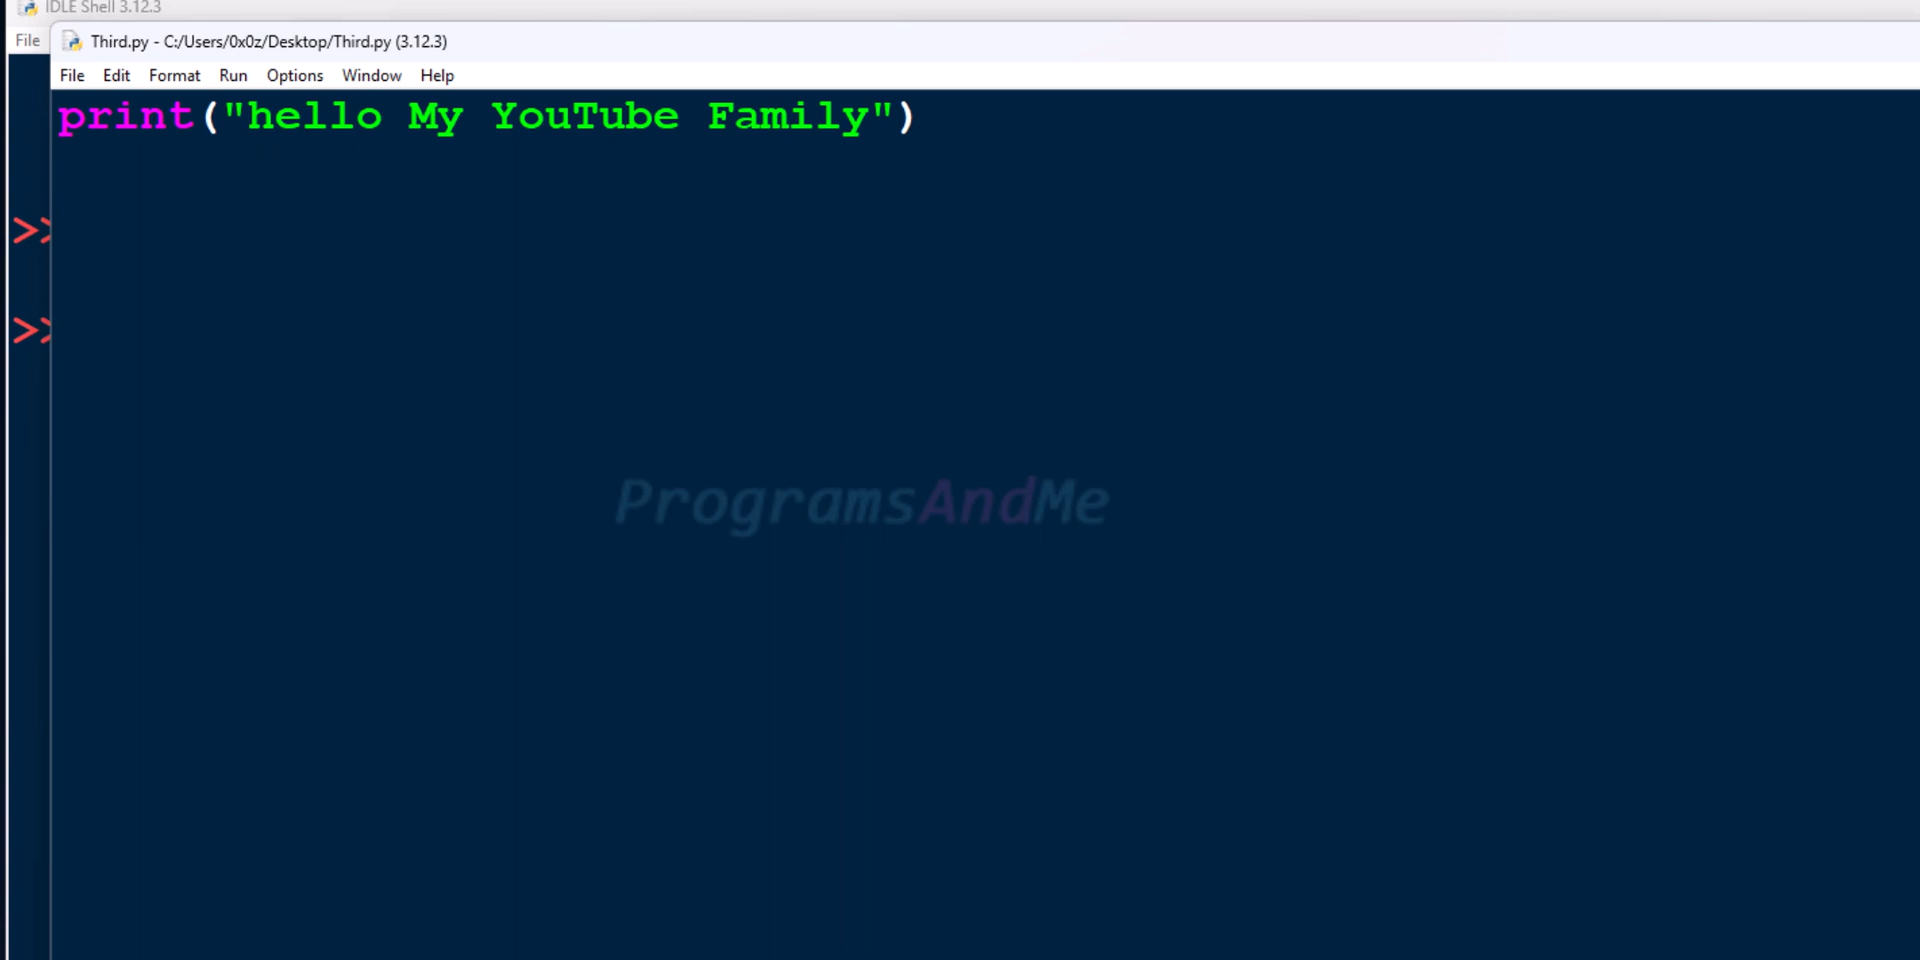 IDLE Shell 3.12.3
File
Third.py - C:/Users/0x0z/Desktop/Third.py (3.12.3)
File Edit Format Run Options Window Help
print("hello My YouTube Family")
>>
>>
ProgramsAndMe